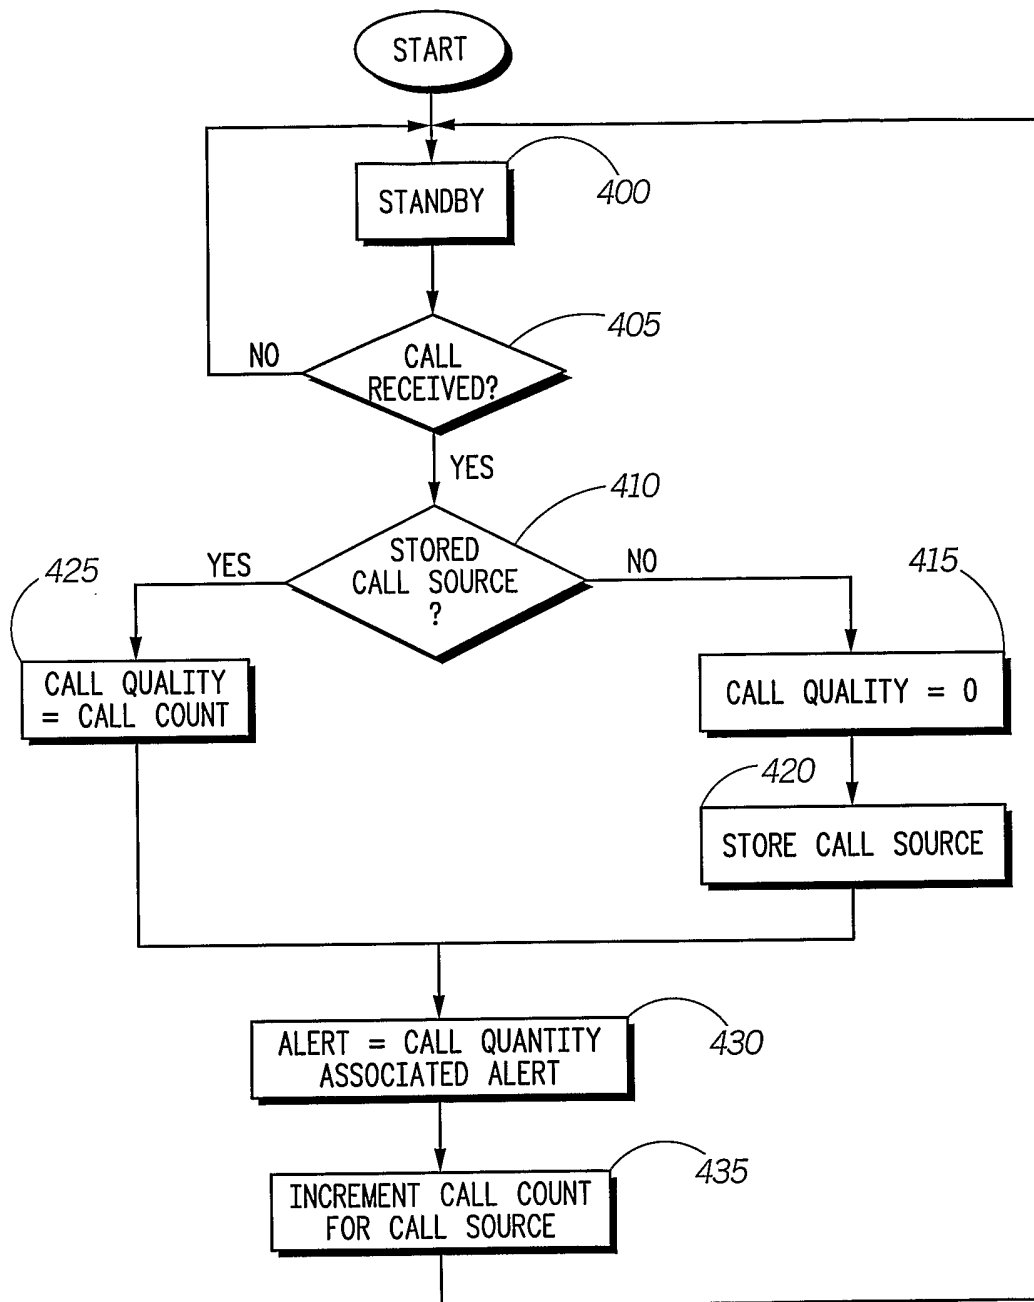 START
STANDBY
400
CALL
RECEIVED?
405
NO
YES
410
STORED
CALL SOURCE
?
YES
NO
425
CALL QUALITY
= CALL COUNT
415
CALL QUALITY = 0
420
STORE CALL SOURCE
ALERT = CALL QUANTITY
ASSOCIATED ALERT
430
INCREMENT CALL COUNT
FOR CALL SOURCE
435